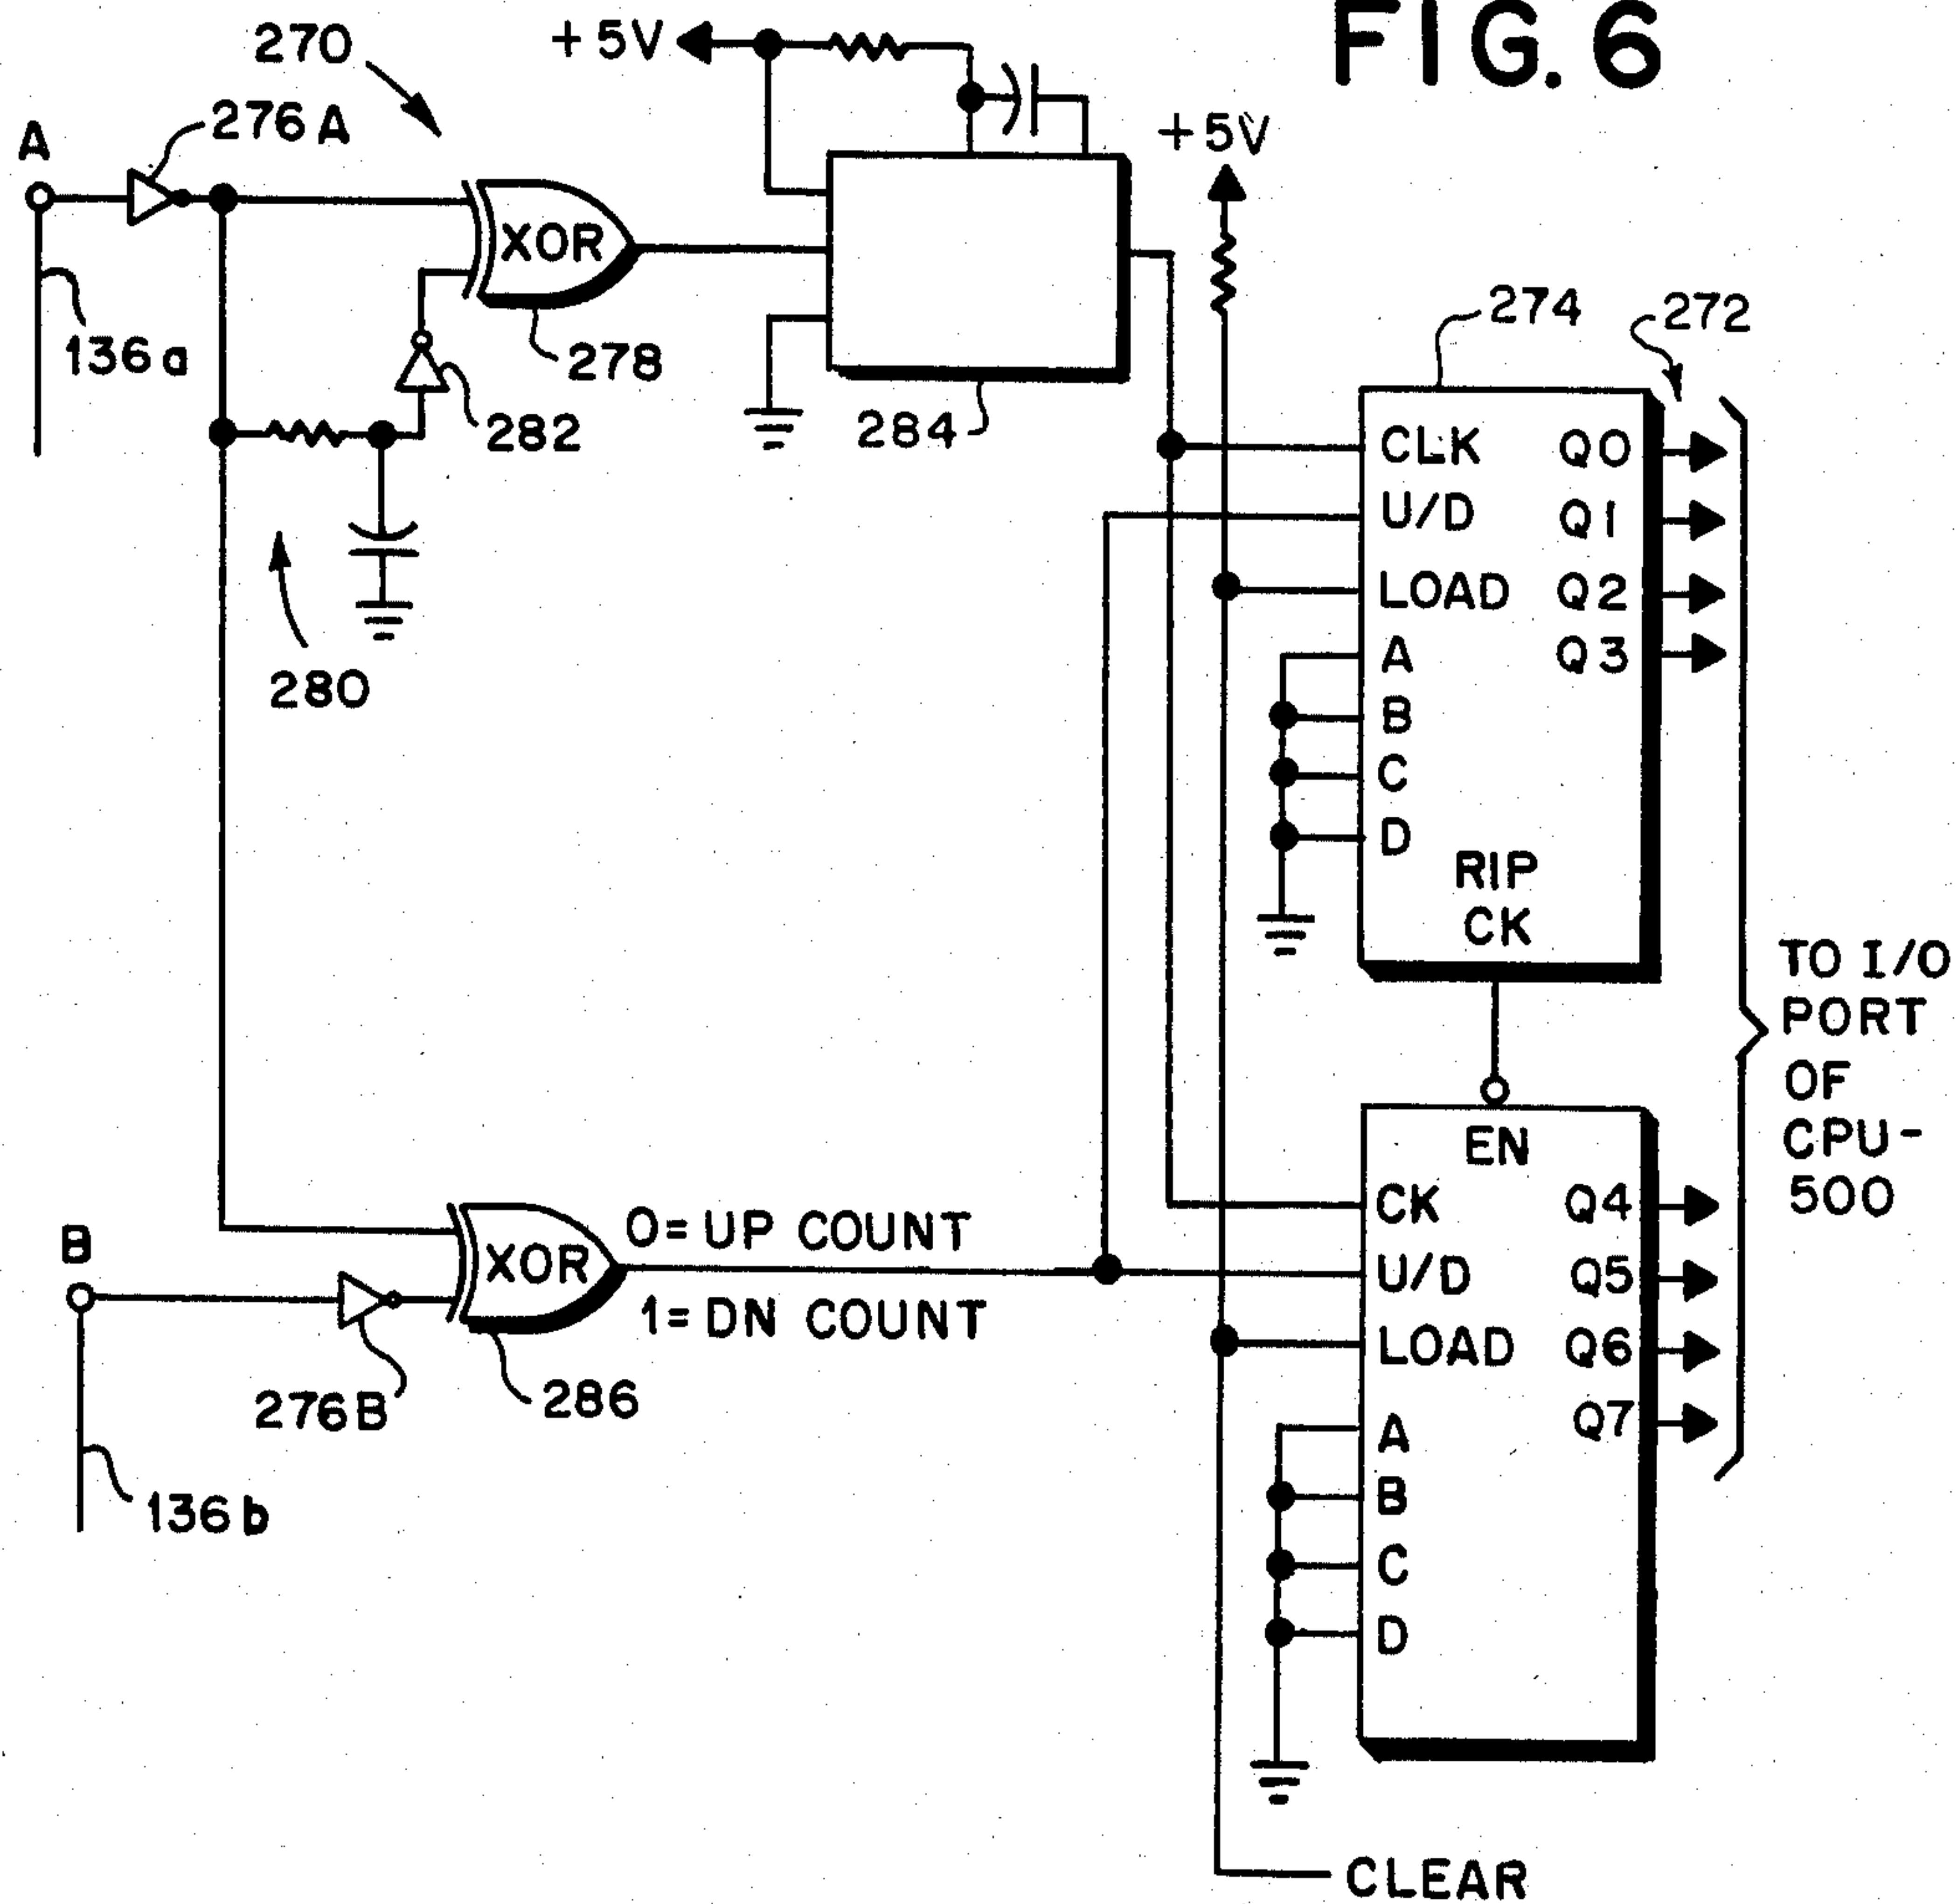 FIG. 6
270
+5V
276A
A
+5V
XOR
136a
278
282
284
280
274
272
CLK
U/D
LOAD
A
B
C
D
Q0
Q1
Q2
Q3
RIP
CK
TO I/O
PORT
OF
CPU-
500
EN
CK
U/D
LOAD
A
B
C
D
Q4
Q5
Q6
Q7
B
XOR
0= UP COUNT
1= DN COUNT
276B
286
136b
CLEAR